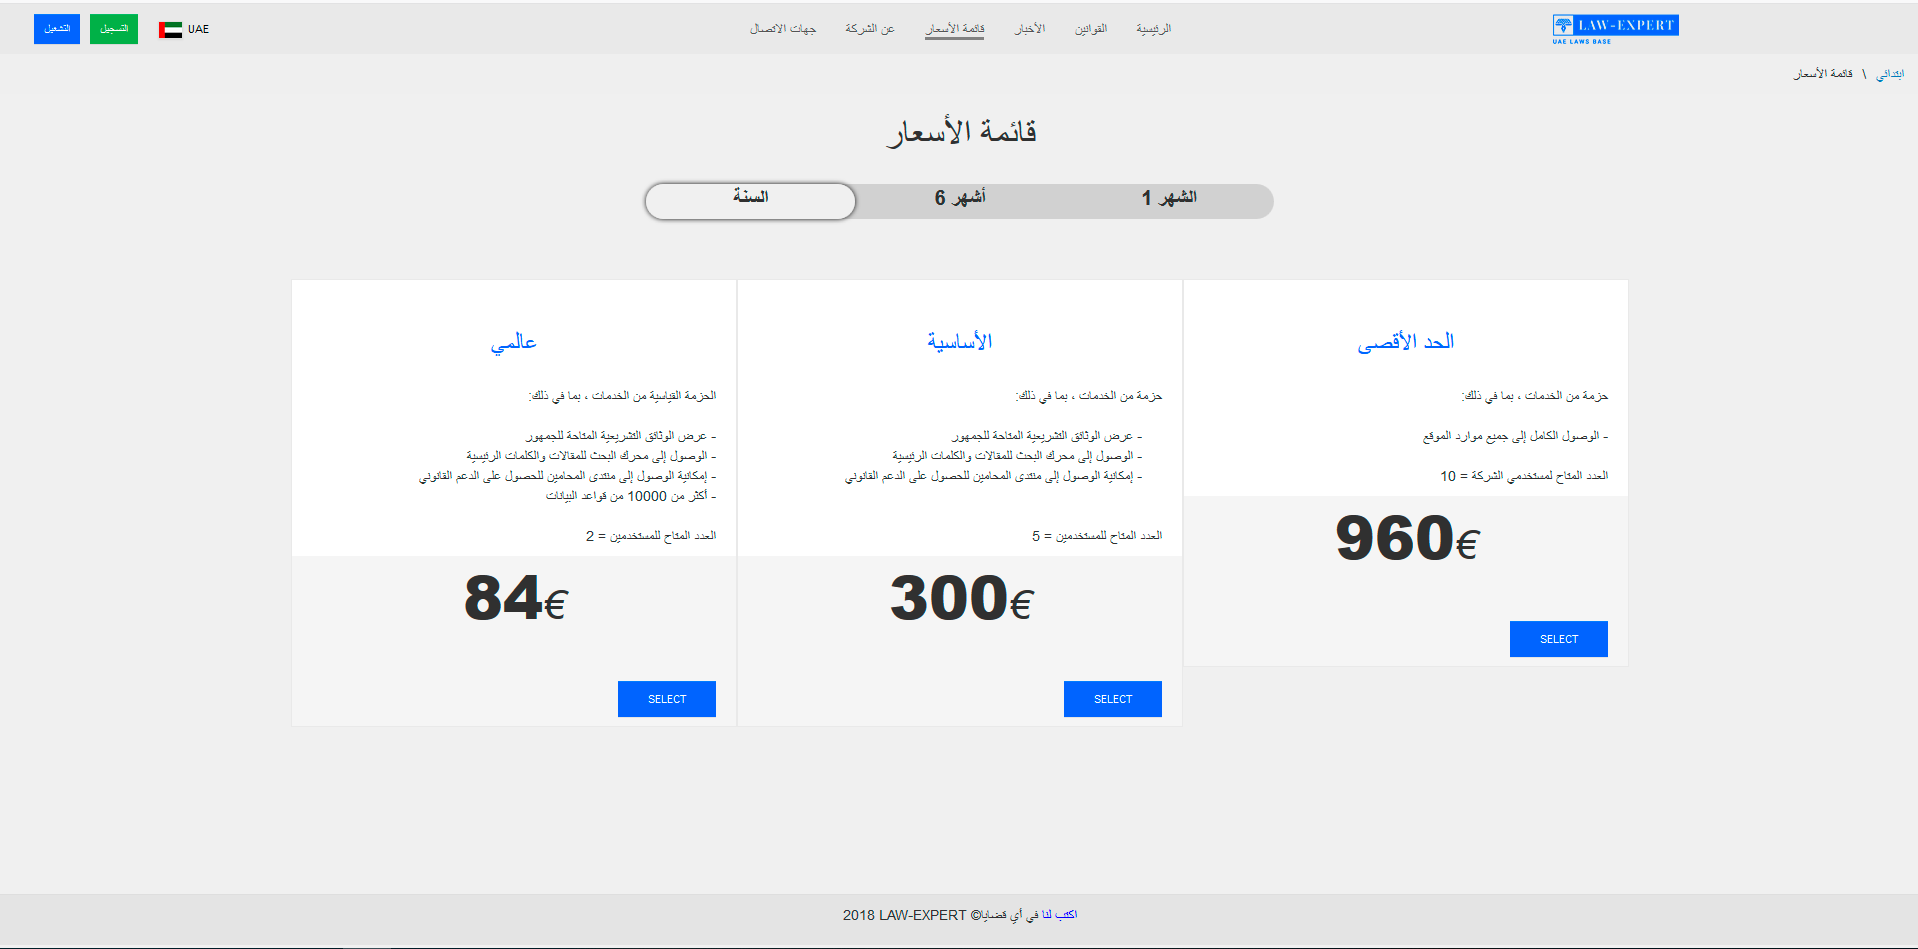 LAW-EXPERT
UAE LAWS BASE
الرئيسية
القوانين
الأخبار
قائمة الأسعار
عن الشركة
جهات الاتصال
UAE
التسجيل
التشغيل
ابتدائي \ قائمة الأسعار
قائمة الأسعار
الشهر 1
أشهر 6
السنة
الحد الأقصى
حزمة من الخدمات ، بما في ذلك:
- الوصول الكامل إلى جميع موارد الموقع
العدد المتاح لمستخدمي الشركة = 10
960€
SELECT
الأساسية
حزمة من الخدمات ، بما في ذلك:
- عرض الوثائق التشريعية المتاحة للجمهور
- الوصول إلى محرك البحث للمقالات والكلمات الرئيسية
- إمكانية الوصول إلى منتدى المحامين للحصول على الدعم القانوني
العدد المتاح للمستخدمين = 5
300€
SELECT
عالمي
الحزمة القياسية من الخدمات ، بما في ذلك:
- عرض الوثائق التشريعية المتاحة للجمهور
- الوصول إلى محرك البحث للمقالات والكلمات الرئيسية
- إمكانية الوصول إلى منتدى المحامين للحصول على الدعم القانوني
- أكثر من 10000 من قواعد البيانات
العدد المتاح للمستخدمين = 2
84€
SELECT
اكتب لنا في أي قضايا© 2018 LAW-EXPERT